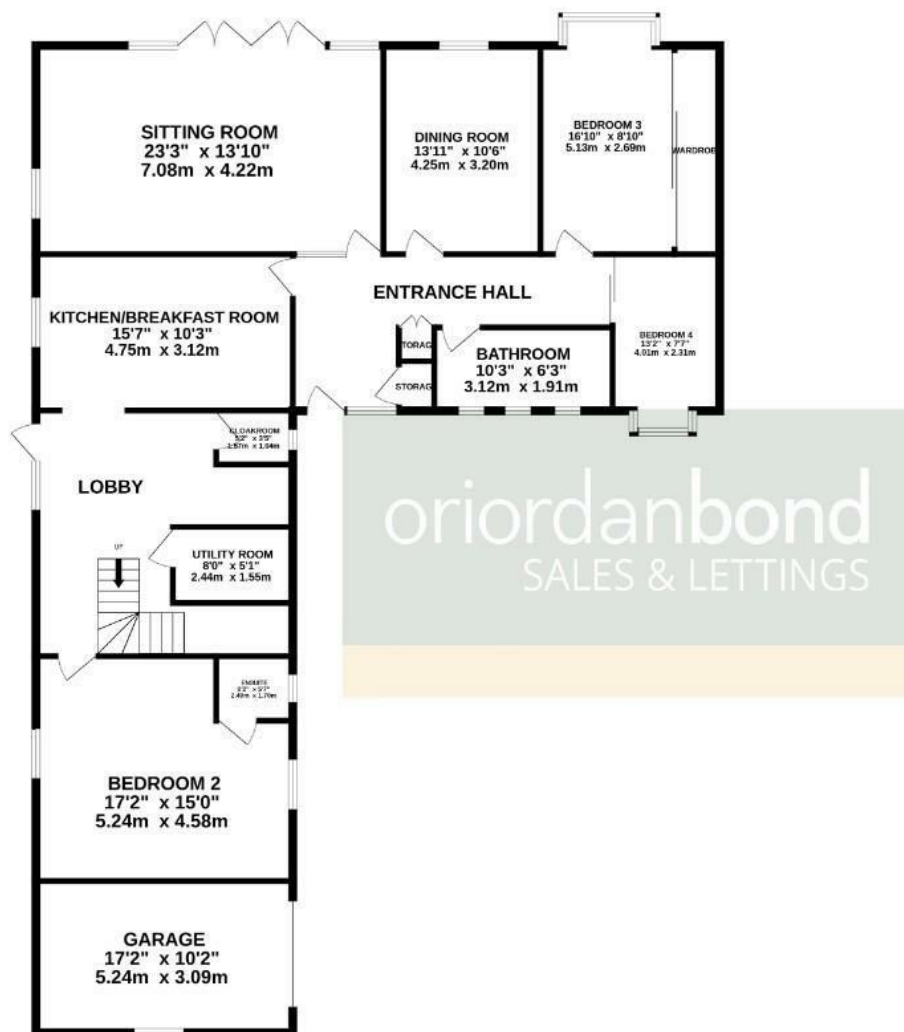 SITTING ROOM
23'3" x 13'10"
7.08m x 4.22m
DINING ROOM
13'11" x 10'6"
4.25m x 3.20m
BEDROOM 3
16'10" x 8'10"
5.13m x 2.69m
WARDROB
KITCHEN/BREAKFAST ROOM
15'7" x 10'3"
4.75m x 3.12m
ENTRANCE HALL
TORAG
STORAG
BATHROOM
10'3" x 6'3"
3.12m x 1.91m
BEDROOM 4
13'2" x 7'7"
4.01m x 2.31m
CLOAKROOM
LOBBY
UP
UTILITY ROOM
8'0" x 5'1"
2.44m x 1.55m
oriordanbond
SALES & LETTINGS
ENSUITE
BEDROOM 2
17'2" x 15'0"
5.24m x 4.58m
GARAGE
17'2" x 10'2"
5.24m x 3.09m